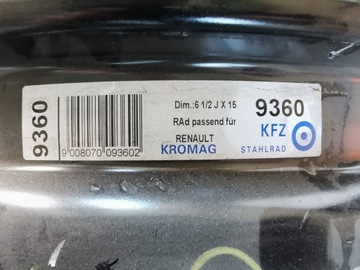 9360
9 008070 093602
Dim.:6 1/2 J X 15
RAd passend für
RENAULT
KROMAG
9360
KFZ
STAHLRAD